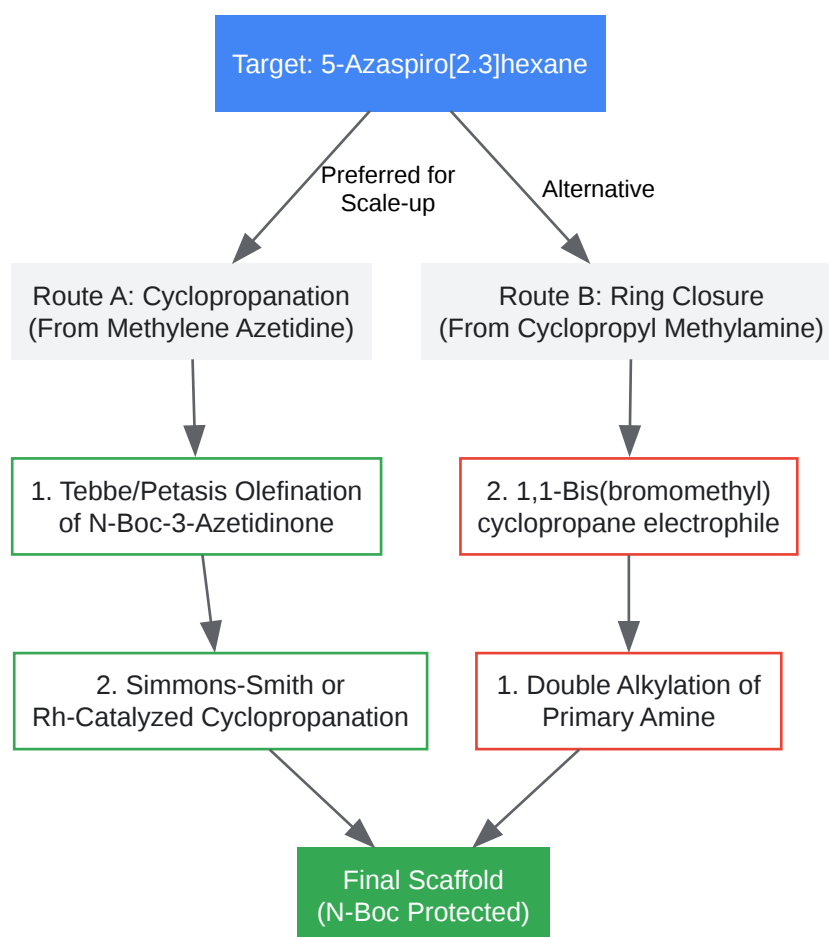 Target: 5-Azaspiro[2.3]hexane
Preferred for
Scale-up
Alternative
Route A: Cyclopropanation
(From Methylene Azetidine)
Route B: Ring Closure
(From Cyclopropyl Methylamine)
1. Tebbe/Petasis Olefination
of N-Boc-3-Azetidinone
2. 1,1-Bis(bromomethyl)
cyclopropane electrophile
2. Simmons-Smith or
Rh-Catalyzed Cyclopropanation
1. Double Alkylation of
Primary Amine
Final Scaffold
(N-Boc Protected)